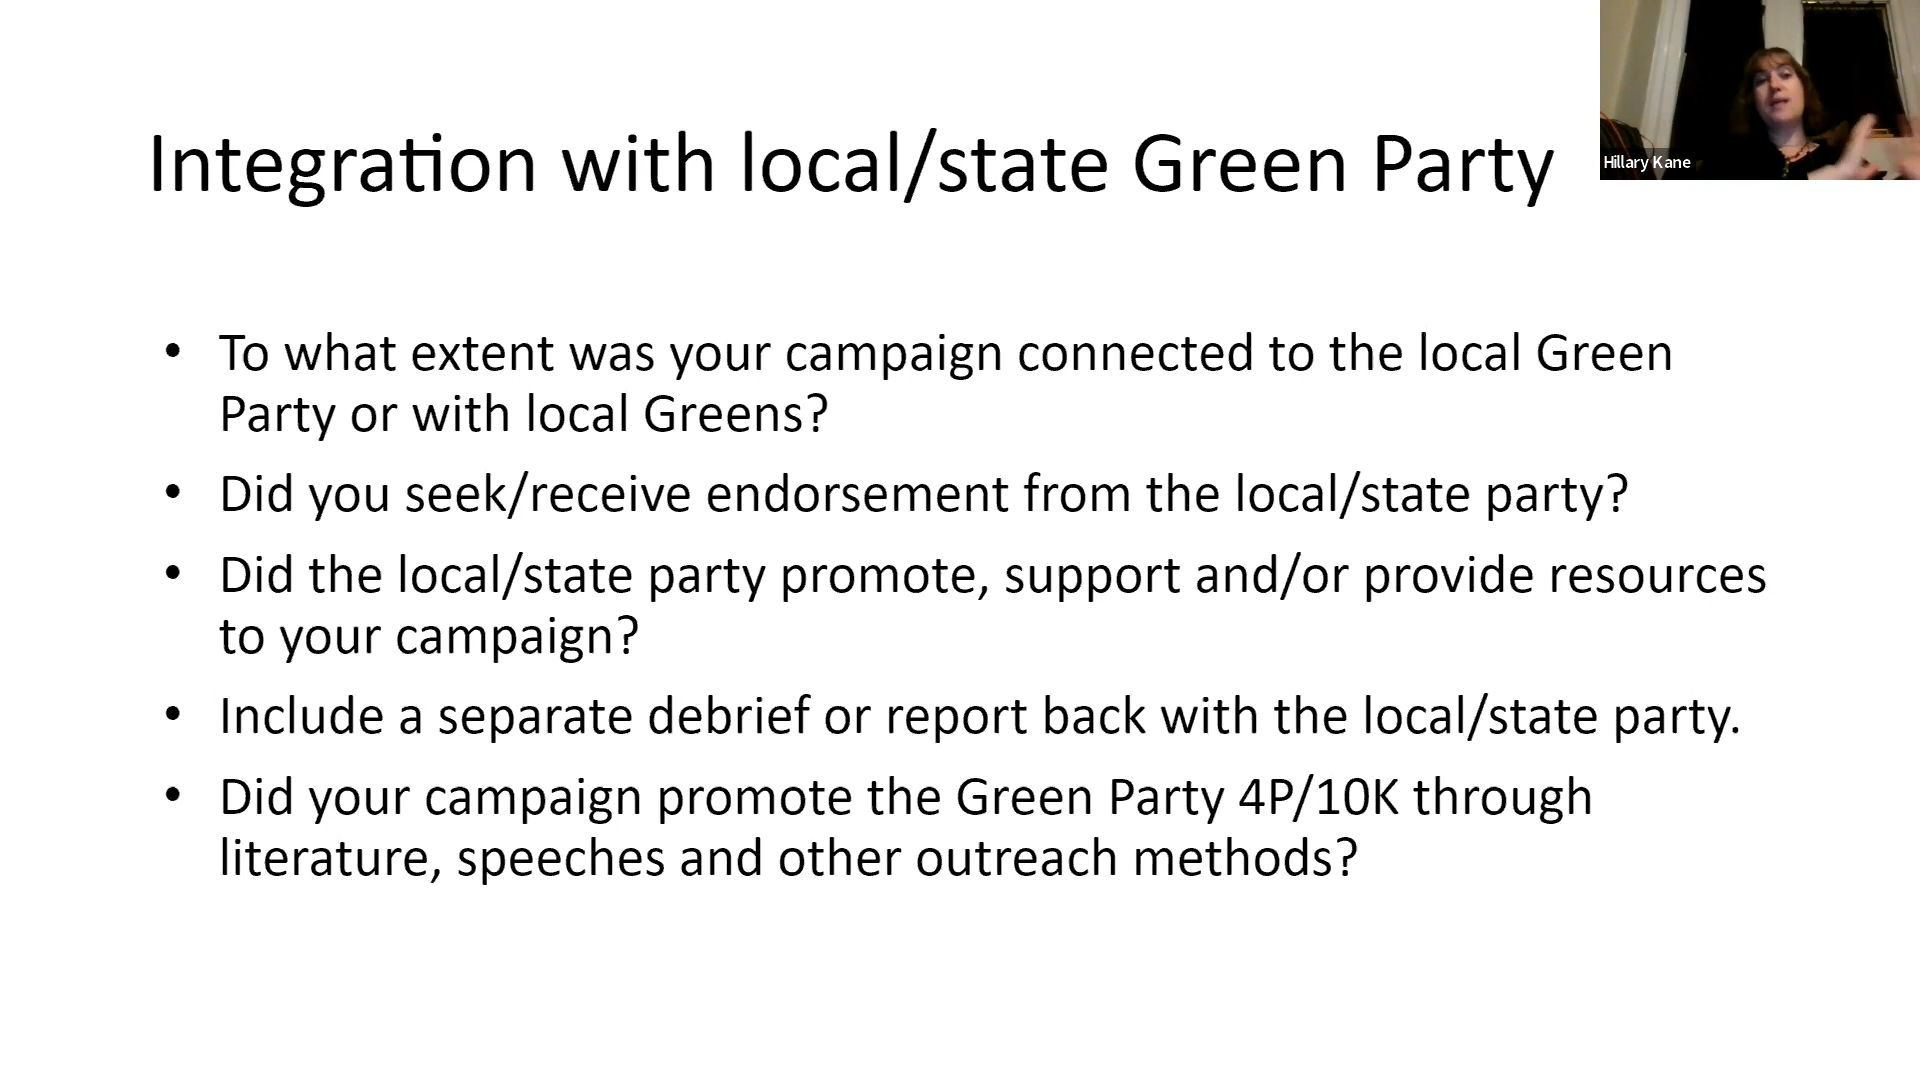 Integration with local/state Green Party
Hillary Kane
• To what extent was your campaign connected to the local Green
Party or with local Greens?
• Did you seek/receive endorsement from the local/state party?
• Did the local/state party promote, support and/or provide resources
to your campaign?
• Include a separate debrief or report back with the local/state party.
• Did your campaign promote the Green Party 4P/10K through
literature, speeches and other outreach methods?